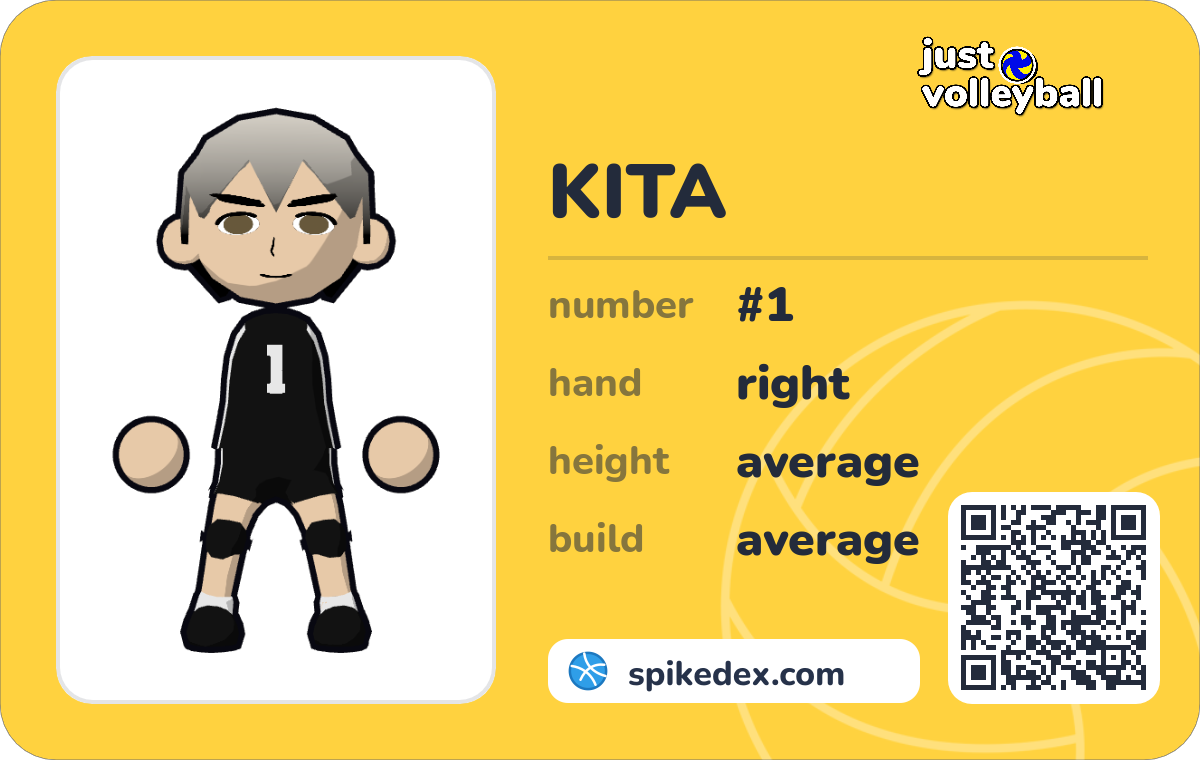 just
volleyball
KITA
number #1
hand right
height average
build average
1
spikedex.com